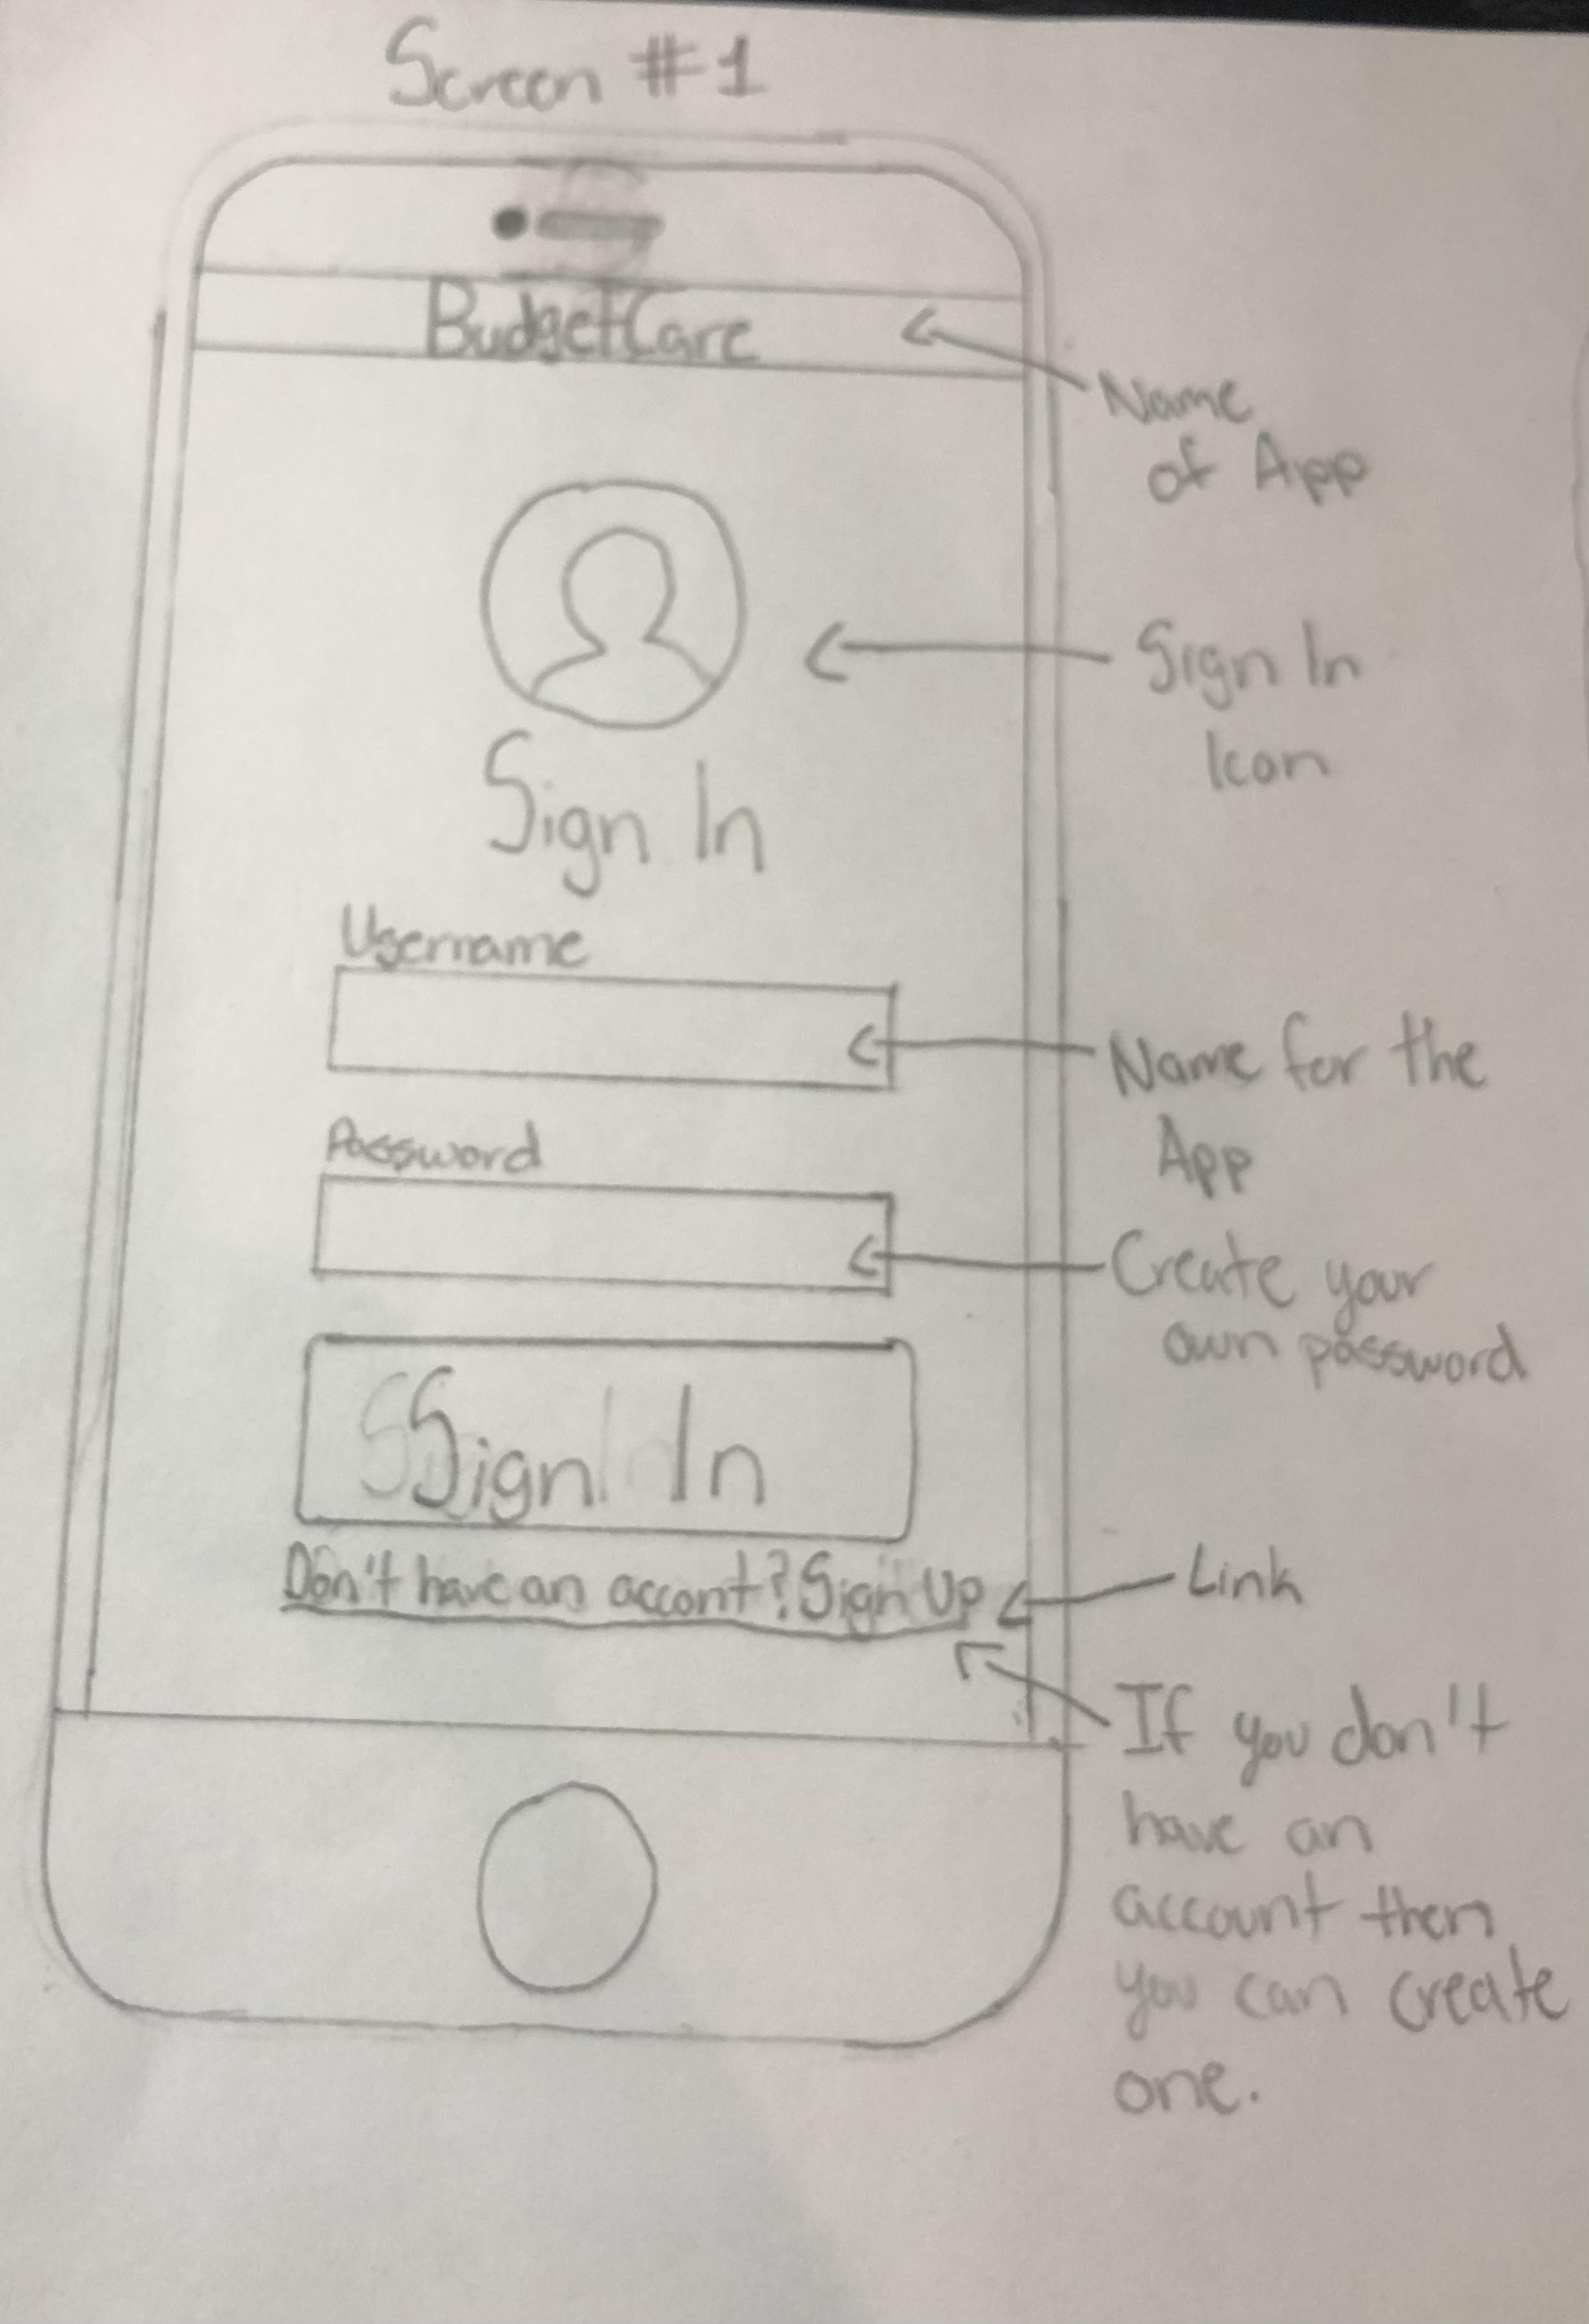 Screen #1
BudgetCare
Name
of App
Sign In
Icon
Sign In
Username
Name for the
App
Password
Create your
own password
Sign In
Don't have an accont? Sign Up
Link
If you don't
have an
account then
you can create
one.